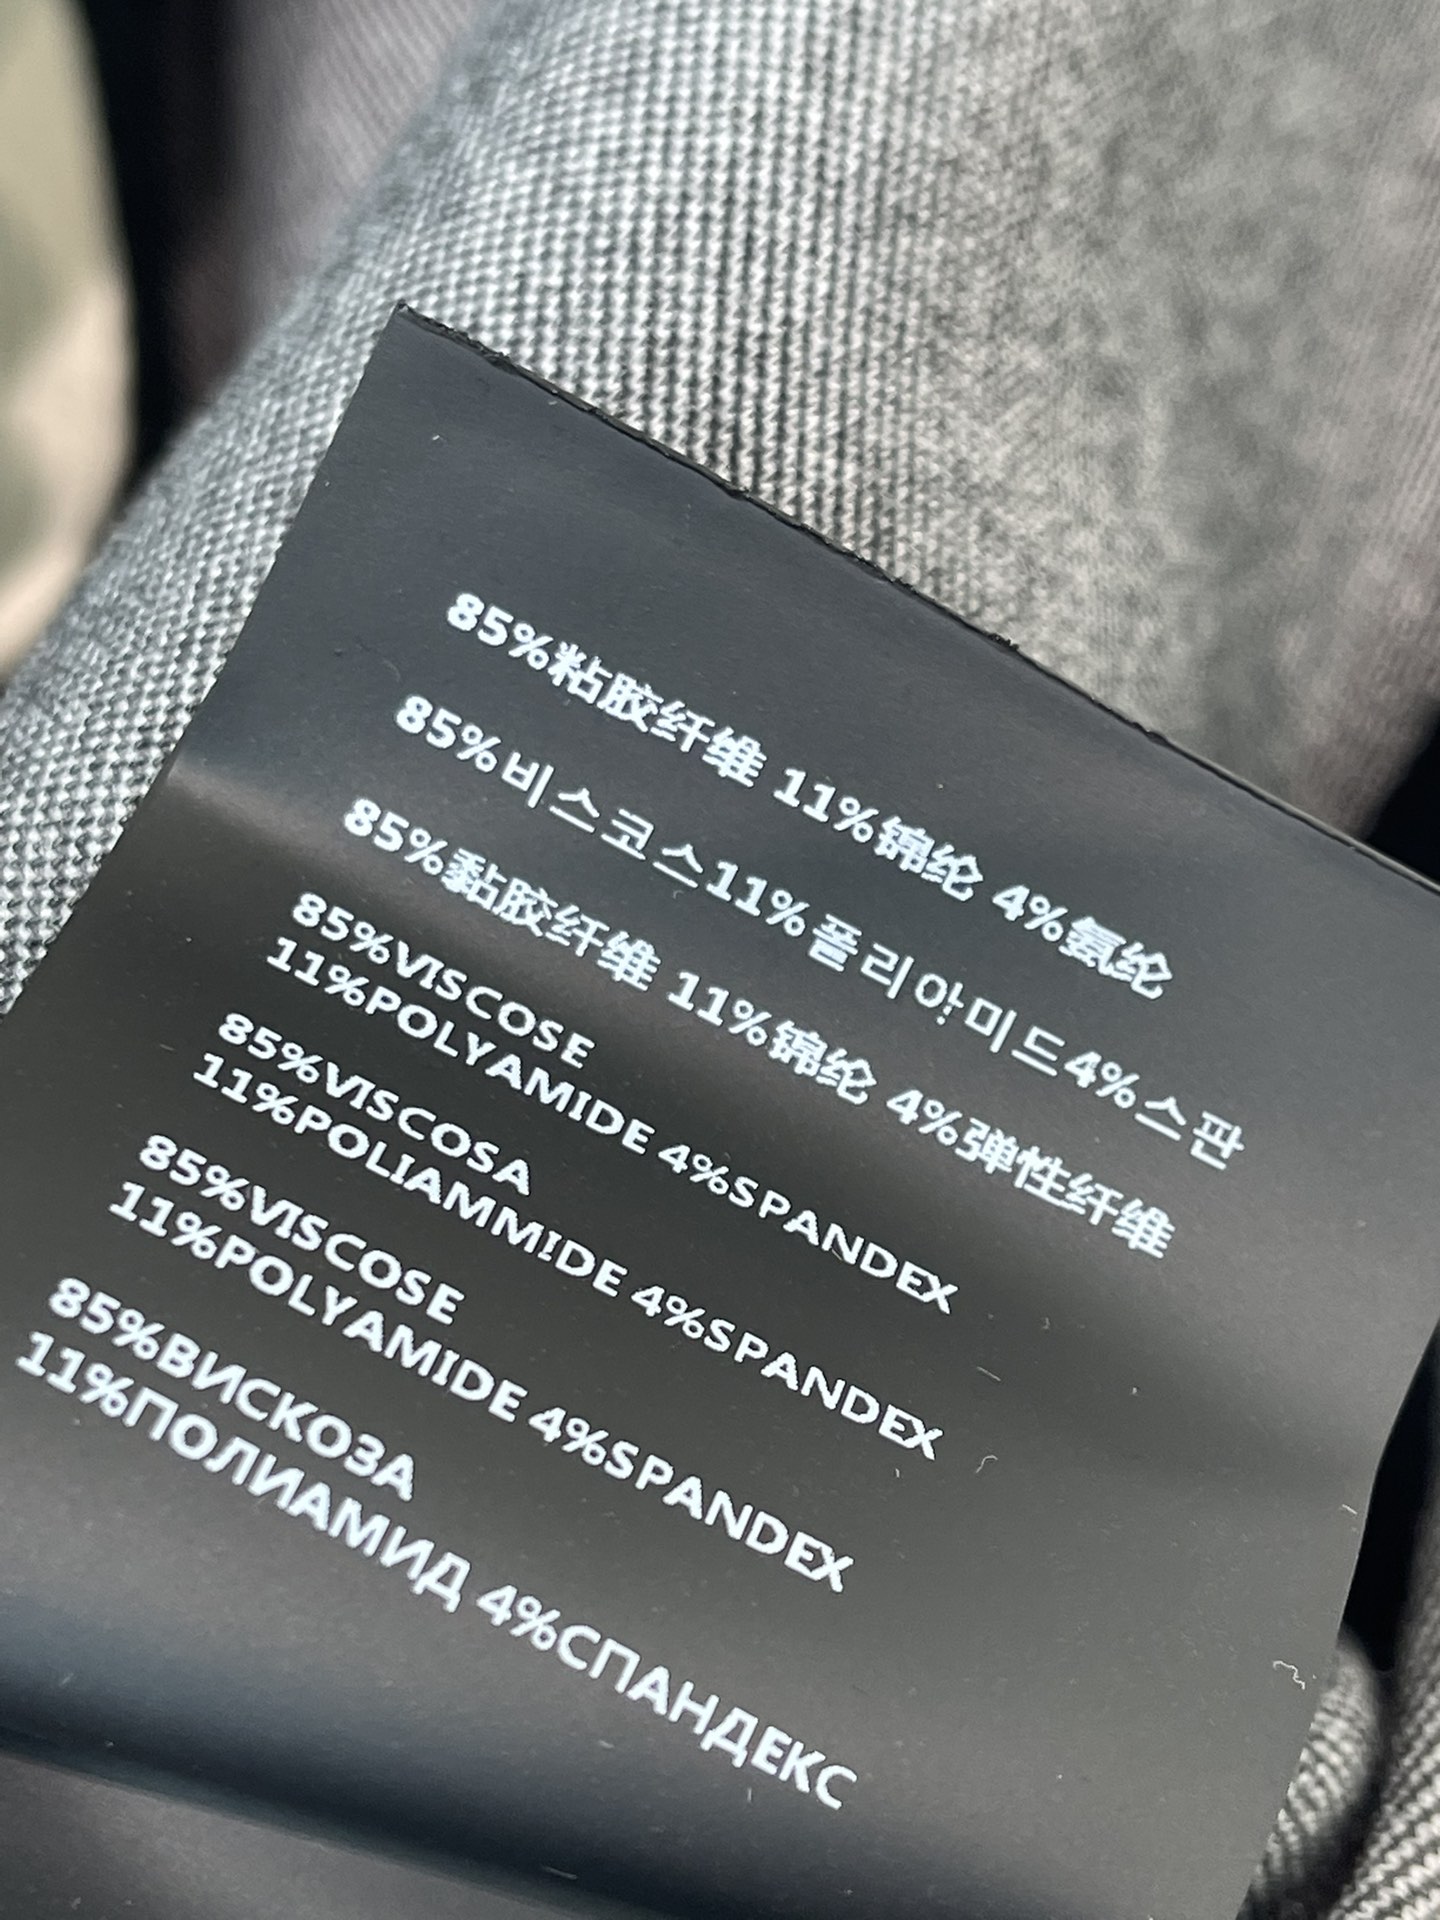 85%粘胶纤维 11%锦纶 4%氨纶
85%비스코스11%폴리아미드4%스판
85%黏胶纤维 11%锦纶 4%弹性纤维
85%VISCOSE
11%POLYAMIDE 4%SPANDEX
85%VISCOSA
11%POLIAMMIDE 4%SPANDEX
85%VISCOSE
11%POLYAMIDE 4%SPANDEX
85%ВИСКОЗА
11%ПОЛИАМИД 4%СПАНДЕКС